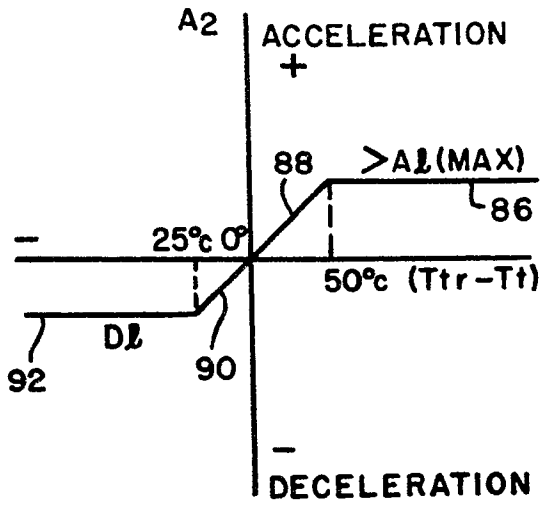 A2
ACCELERATION
+
88
>Aℓ(MAX)
86
−
25°c 0°
50°c (Ttr−Tt)
Dℓ
90
92
−
DECELERATION